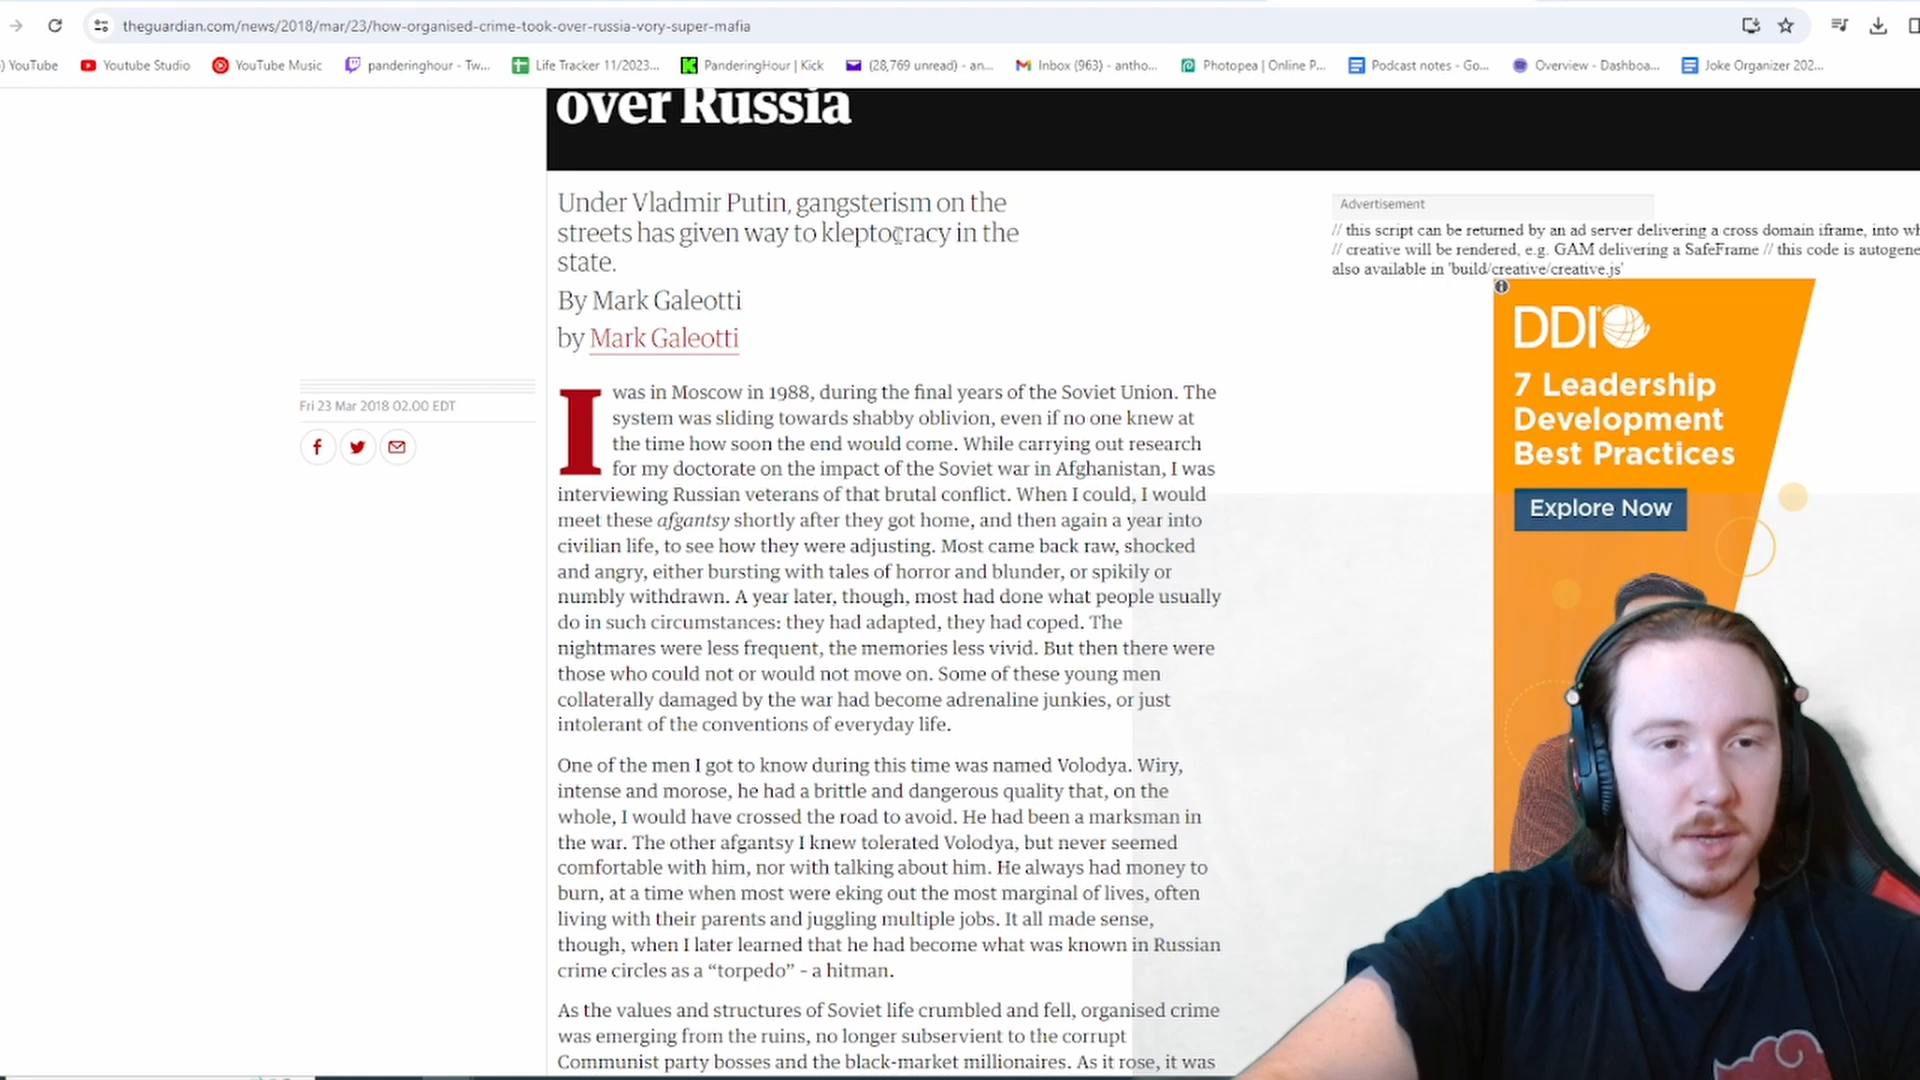 theguardian.com/news/2018/mar/23/how-organised-crime-took-over-russia-vory-super-mafia
) YouTube
Youtube Studio
YouTube Music
panderinghour - Tw...
Life Tracker 11/2023...
PanderingHour | Kick
(28,769 unread) - an...
Inbox (963) - antho...
Photopea | Online P...
Podcast notes - Go...
Overview - Dashboa...
Joke Organizer 202...
over Russia
Under Vladmir Putin, gangsterism on the
streets has given way to kleptocracy in the
state.
By Mark Galeotti
by Mark Galeotti
Fri 23 Mar 2018 02.00 EDT
I was in Moscow in 1988, during the final years of the Soviet Union. The
system was sliding towards shabby oblivion, even if no one knew at
the time how soon the end would come. While carrying out research
for my doctorate on the impact of the Soviet war in Afghanistan, I was
interviewing Russian veterans of that brutal conflict. When I could, I would
meet these afgantsy shortly after they got home, and then again a year into
civilian life, to see how they were adjusting. Most came back raw, shocked
and angry, either bursting with tales of horror and blunder, or spikily or
numbly withdrawn. A year later, though, most had done what people usually
do in such circumstances: they had adapted, they had coped. The
nightmares were less frequent, the memories less vivid. But then there were
those who could not or would not move on. Some of these young men
collaterally damaged by the war had become adrenaline junkies, or just
intolerant of the conventions of everyday life.
One of the men I got to know during this time was named Volodya. Wiry,
intense and morose, he had a brittle and dangerous quality that, on the
whole, I would have crossed the road to avoid. He had been a marksman in
the war. The other afgantsy I knew tolerated Volodya, but never seemed
comfortable with him, nor with talking about him. He always had money to
burn, at a time when most were eking out the most marginal of lives, often
living with their parents and juggling multiple jobs. It all made sense,
though, when I later learned that he had become what was known in Russian
crime circles as a “torpedo” – a hitman.
As the values and structures of Soviet life crumbled and fell, organised crime
was emerging from the ruins, no longer subservient to the corrupt
Communist party bosses and the black-market millionaires. As it rose, it was
Advertisement
// this script can be returned by an ad server delivering a cross domain iframe, into wh
// creative will be rendered, e.g. GAM delivering a SafeFrame // this code is autogene
also available in 'build/creative/creative.js'
DDI
7 Leadership
Development
Best Practices
Explore Now